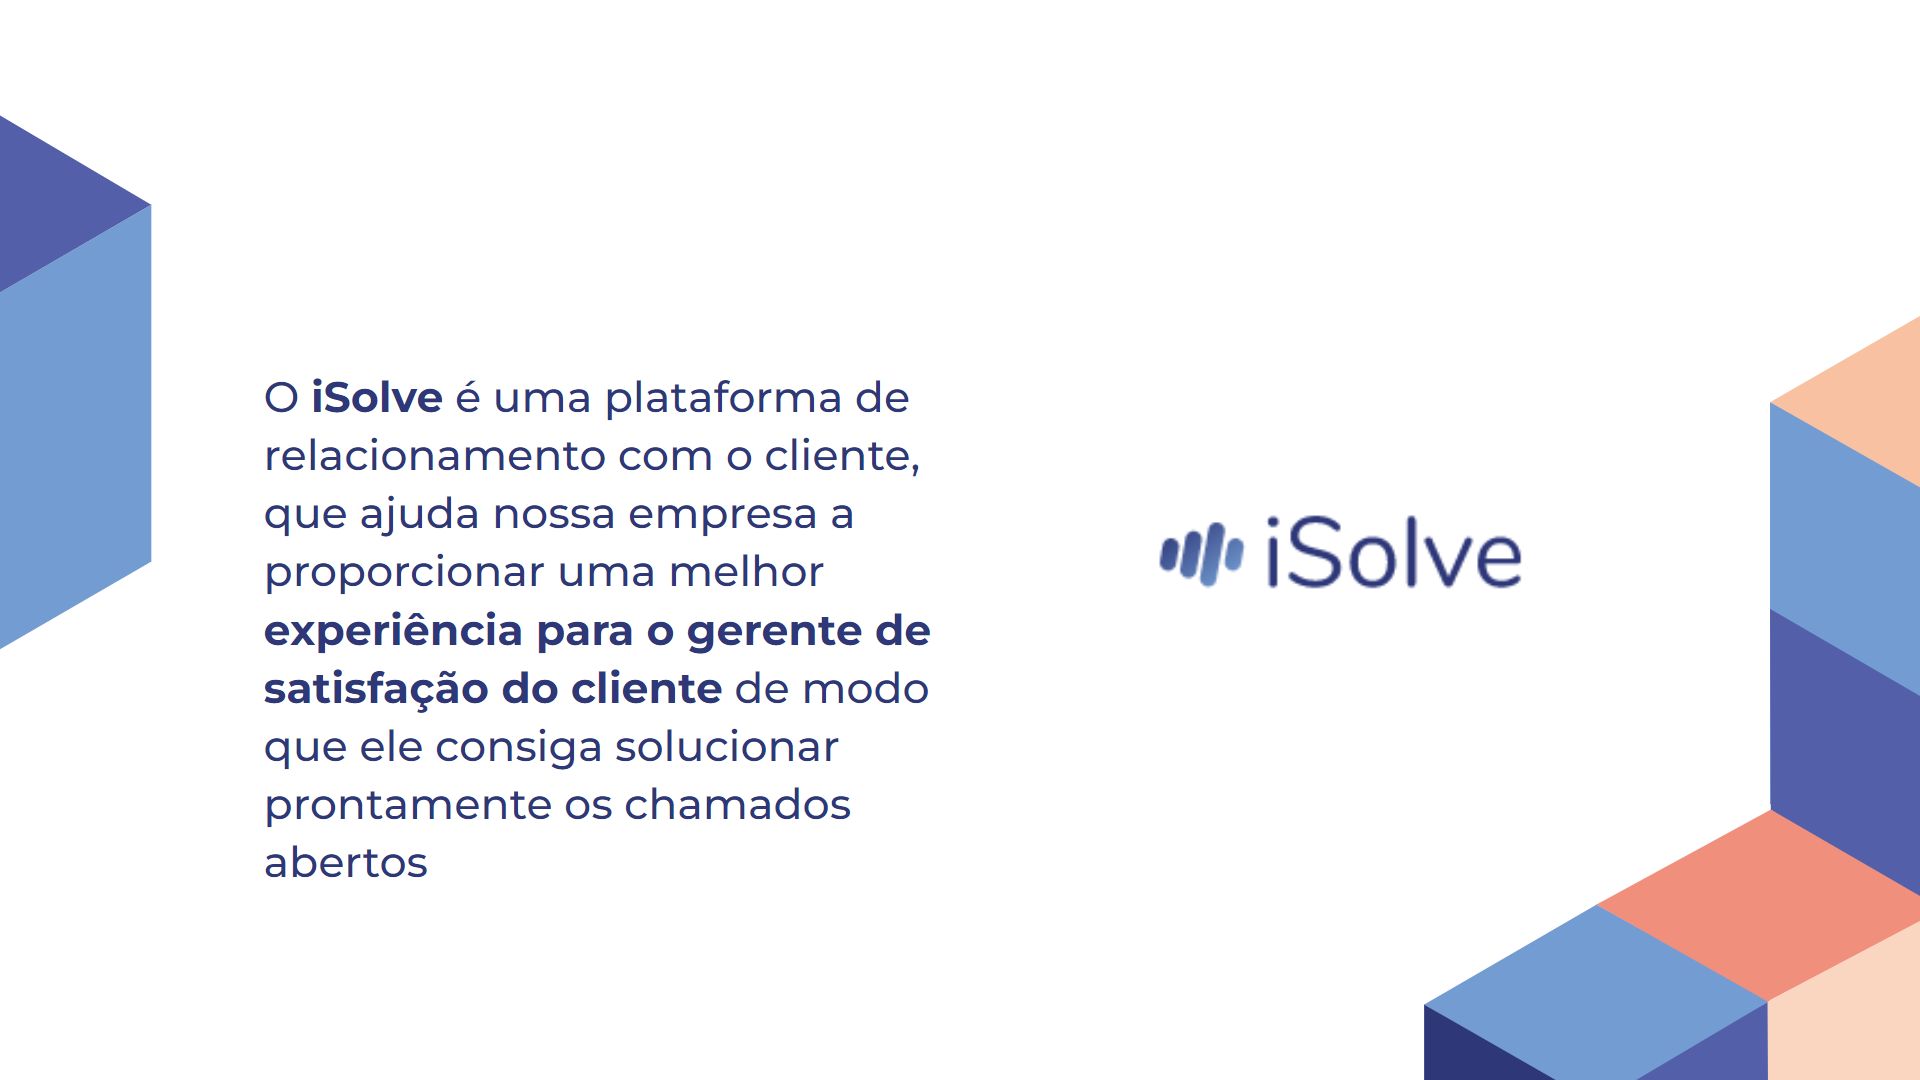 O iSolve é uma plataforma de
relacionamento com o cliente,
que ajuda nossa empresa a
proporcionar uma melhor
experiência para o gerente de
satisfação do cliente de modo
que ele consiga solucionar
prontamente os chamados
abertos
iSolve